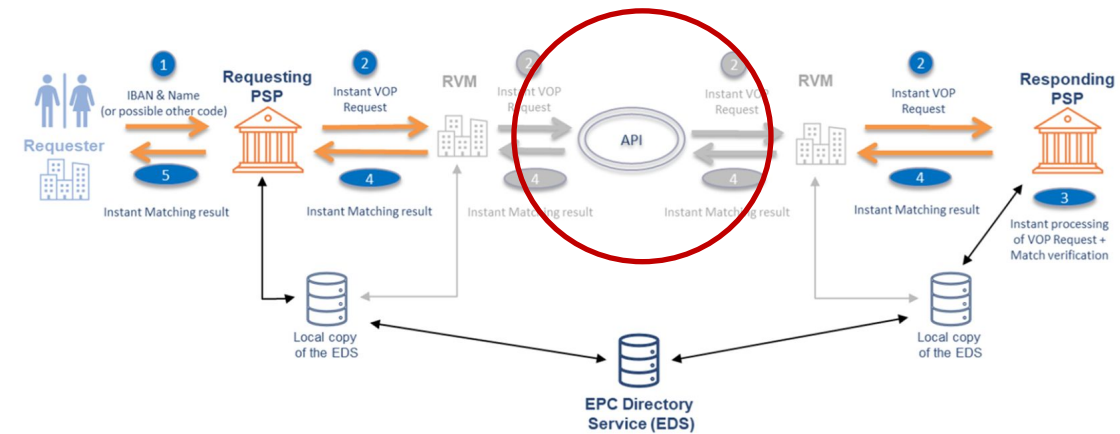 1
IBAN & Name
(or possible other code)
Requester
5
Instant Matching result
Requesting
PSP
2
Instant VOP
Request
4
Instant Matching result
RVM
2
Instant VOP
Request
4
Instant Matching result
API
2
Instant VOP
Request
4
Instant Matching result
RVM
2
Instant VOP
Request
4
Instant Matching result
Responding
PSP
3
Instant processing
of VOP Request +
Match verification
Local copy
of the EDS
Local copy
of the EDS
EPC Directory
Service (EDS)